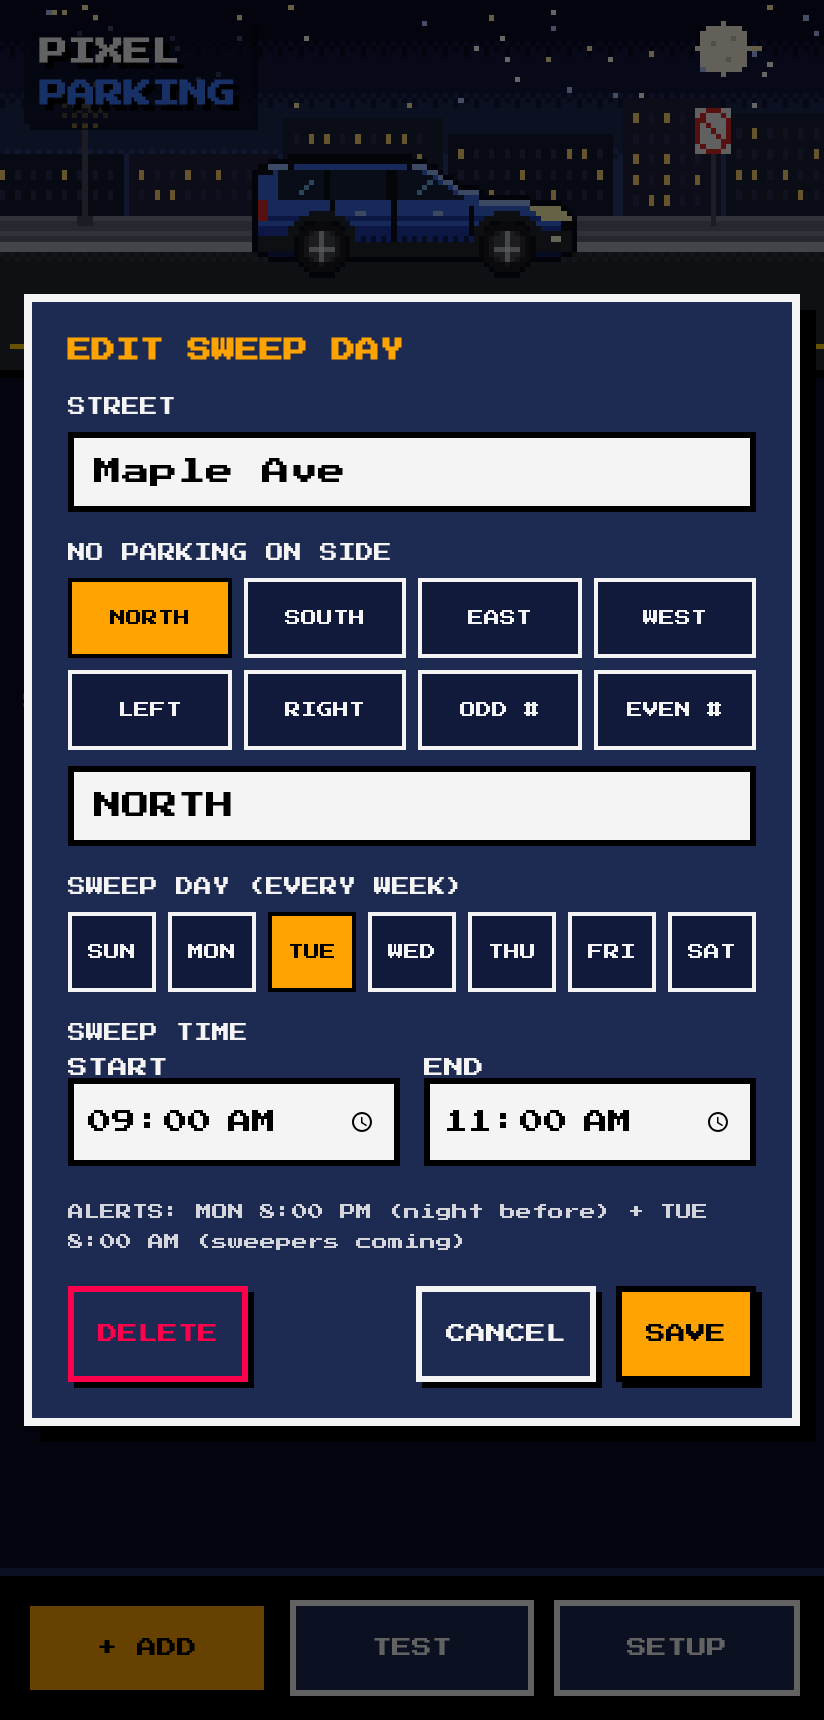 PIXEL
PARKING
EDIT SWEEP DAY
STREET
Maple Ave
NO PARKING ON SIDE
NORTH SOUTH EAST WEST
LEFT RIGHT ODD # EVEN #
NORTH
SWEEP DAY (EVERY WEEK)
SUN MON TUE WED THU FRI SAT
SWEEP TIME
START END
09:00 AM 11:00 AM
ALERTS: MON 8:00 PM (night before) + TUE
8:00 AM (sweepers coming)
DELETE CANCEL SAVE
+ ADD TEST SETUP